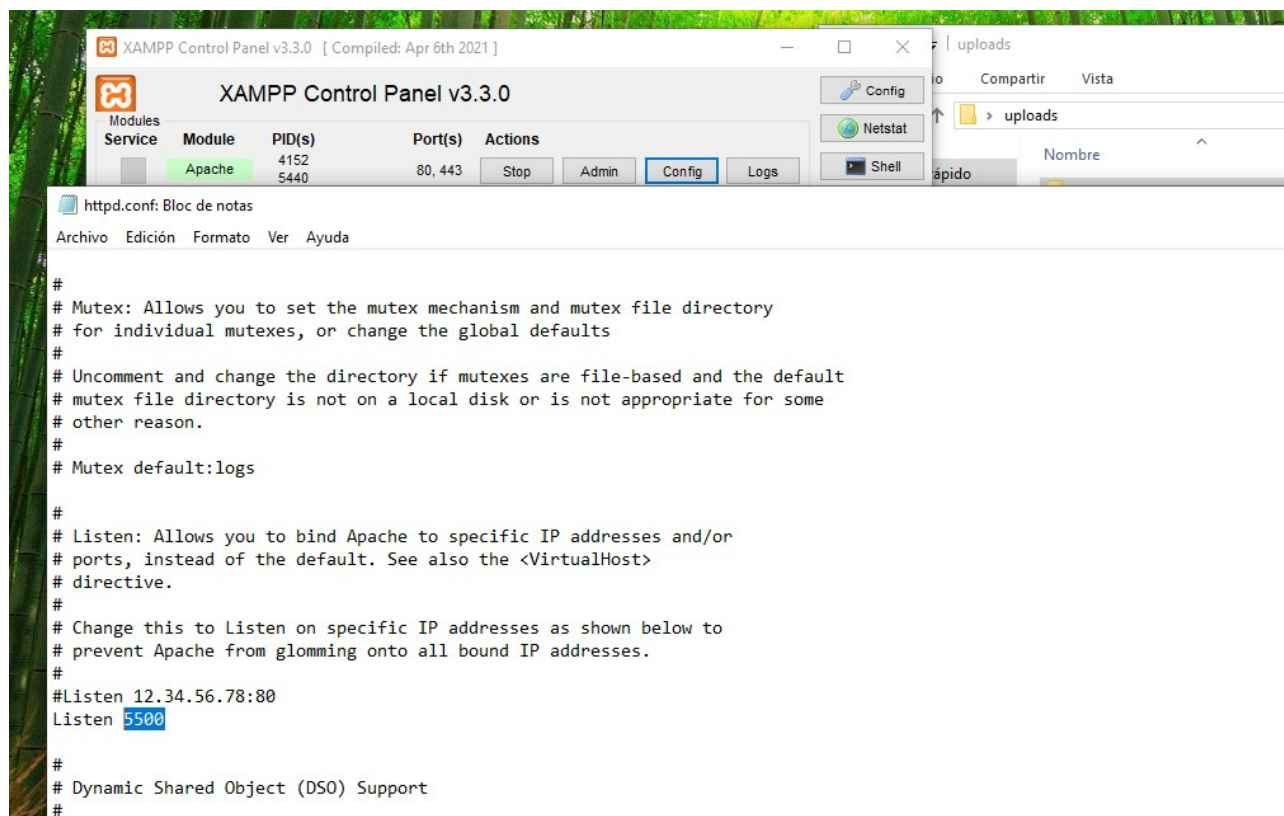 XAMPP Control Panel v3.3.0 [ Compiled: Apr 6th 2021 ]
XAMPP Control Panel v3.3.0
Modules
Service Module PID(s) Port(s) Actions
Apache 4152 5440 80, 443 Stop Admin Config Logs
Config
Netstat
Shell
uploads
io Compartir Vista
> uploads
Nombre
ápido
httpd.conf: Bloc de notas
Archivo Edición Formato Ver Ayuda
#
# Mutex: Allows you to set the mutex mechanism and mutex file directory
# for individual mutexes, or change the global defaults
#
# Uncomment and change the directory if mutexes are file-based and the default
# mutex file directory is not on a local disk or is not appropriate for some
# other reason.
#
# Mutex default:logs
#
# Listen: Allows you to bind Apache to specific IP addresses and/or
# ports, instead of the default. See also the <VirtualHost>
# directive.
#
# Change this to Listen on specific IP addresses as shown below to
# prevent Apache from glomming onto all bound IP addresses.
#
#Listen 12.34.56.78:80
Listen 5500
#
# Dynamic Shared Object (DSO) Support
#